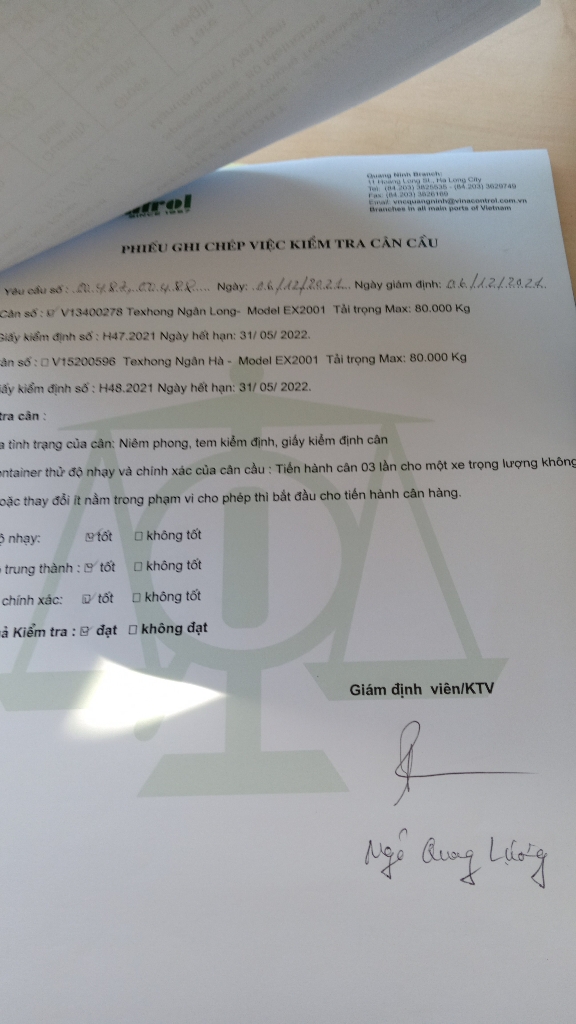 Quang Ninh Branch:
11 Hoang Long St., Ha Long City
Tel: (84.203) 3825535 - (84.203) 3629749
Fax: (84.203) 3826169
Email: vncquangninh@vinacontrol.com.vn
Branches in all main ports of Vietnam
trol
SINCE 1957
PHIẾU GHI CHÉP VIỆC KIỂM TRA CÂN CẦU
Yêu cầu số : Ngày: 06/12/2021 Ngày giám định: 06/12/2021
Cân số : ☑ V13400278 Texhong Ngân Long- Model EX2001 Tải trọng Max: 80.000 Kg
Giấy kiểm định số : H47.2021 Ngày hết hạn: 31/ 05/ 2022.
ân số : ☐ V15200596 Texhong Ngân Hà - Model EX2001 Tải trọng Max: 80.000 Kg
iấy kiểm định số : H48.2021 Ngày hết hạn: 31/ 05/ 2022.
tra cân :
a tình trạng của cân: Niêm phong, tem kiểm định, giấy kiểm định cân
ontainer thử độ nhạy và chính xác của cân cầu : Tiến hành cân 03 lần cho một xe trọng lượng không
oặc thay đổi ít nằm trong phạm vi cho phép thì bắt đầu cho tiến hành cân hàng.
ộ nhạy: ☑ tốt ☐ không tốt
trung thành : ☑ tốt ☐ không tốt
chính xác: ☑ tốt ☐ không tốt
ả Kiểm tra : ☑ đạt ☐ không đạt
Giám định viên/KTV
Ngô Quang Lương